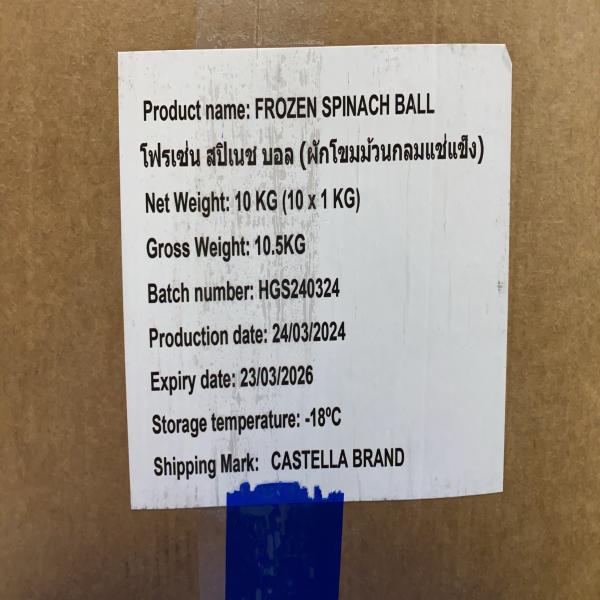 Product name: FROZEN SPINACH BALL
โฟรเซ่น สปิเนช บอล (ผักโขมม้วนกลมแช่แข็ง)
Net Weight: 10 KG (10 x 1 KG)
Gross Weight: 10.5KG
Batch number: HGS240324
Production date: 24/03/2024
Expiry date: 23/03/2026
Storage temperature: -18ºC
Shipping Mark: CASTELLA BRAND